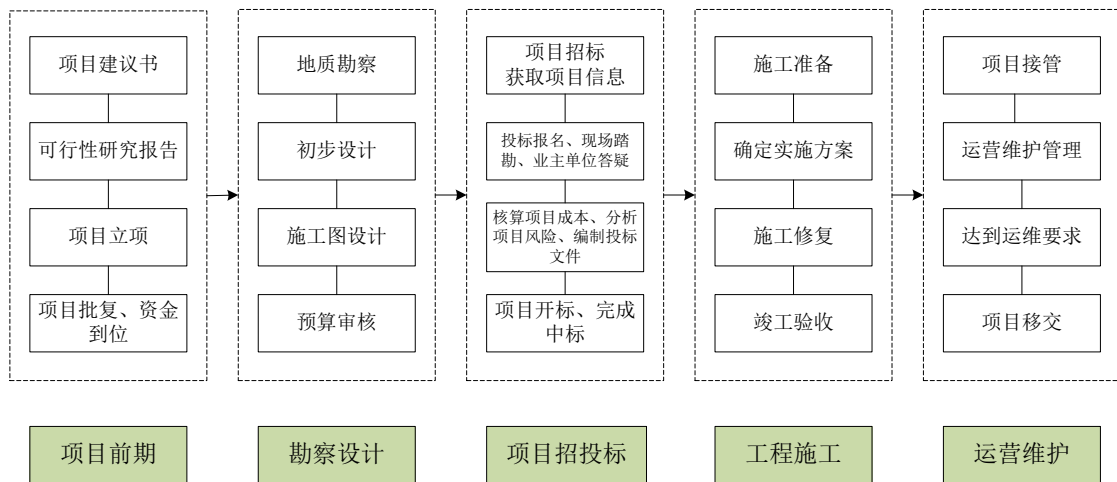 项目建议书
可行性研究报告
项目立项
项目批复、资金
到位
地质勘察
初步设计
施工图设计
预算审核
项目招标
获取项目信息
投标报名、现场踏
勘、业主单位答疑
核算项目成本、分析
项目风险、编制投标
文件
项目开标、完成
中标
施工准备
确定实施方案
施工修复
竣工验收
项目接管
运营维护管理
达到运维要求
项目移交
项目前期
勘察设计
项目招投标
工程施工
运营维护